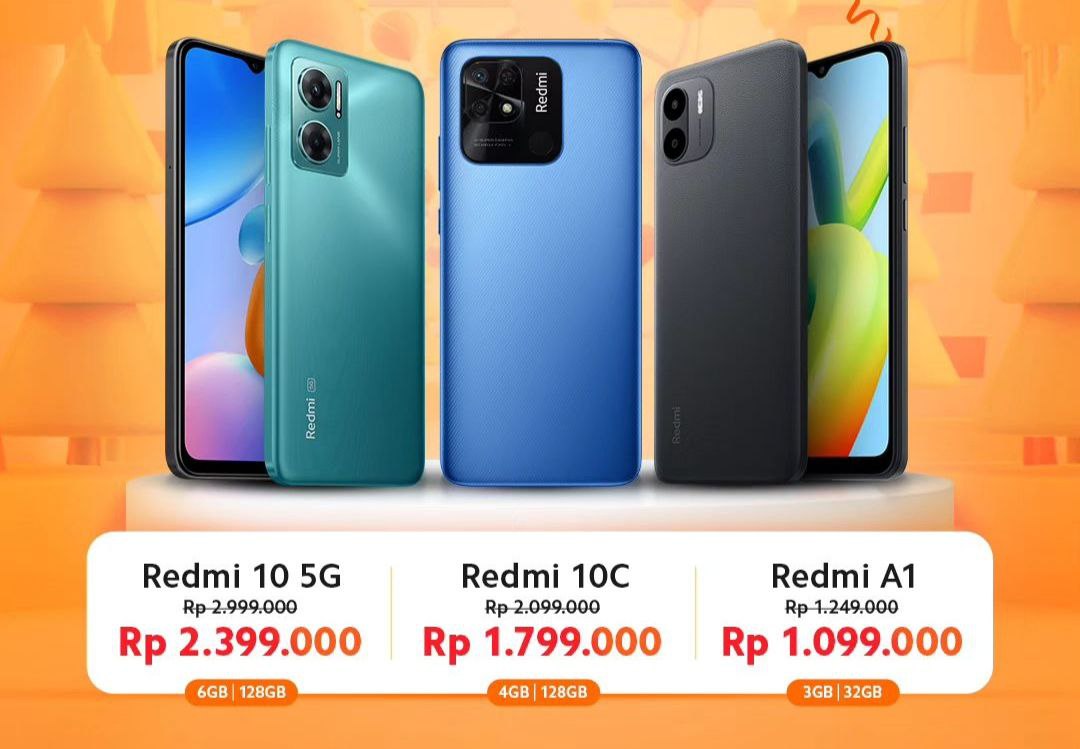 Redmi
Redmi 5G
Redmi
Redmi 10 5G
Rp 2.999.000
Rp 2.399.000
6GB | 128GB
Redmi 10C
Rp 2.099.000
Rp 1.799.000
4GB | 128GB
Redmi A1
Rp 1.249.000
Rp 1.099.000
3GB | 32GB